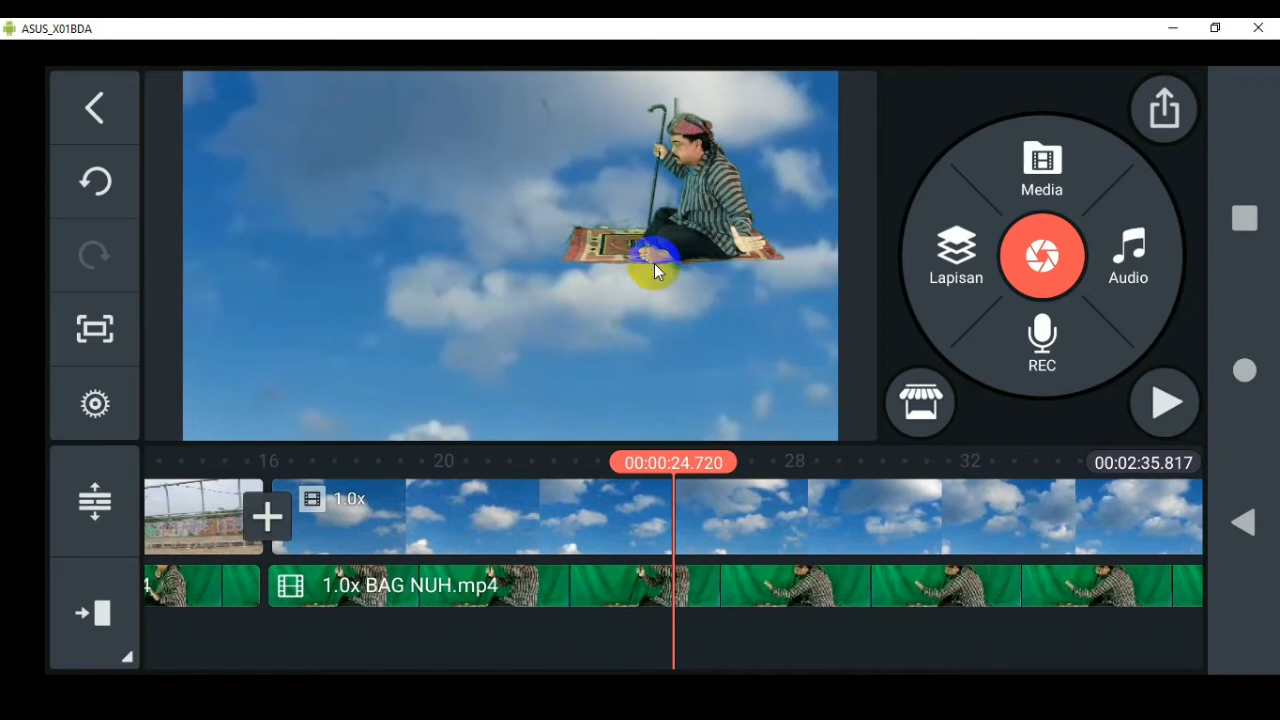 ASUS_X01BDA
Media
Lapisan
Audio
REC
16
20
00:00:24.720
28
32
00:02:35.817
1.0x
4
1.0x BAG NUH.mp4